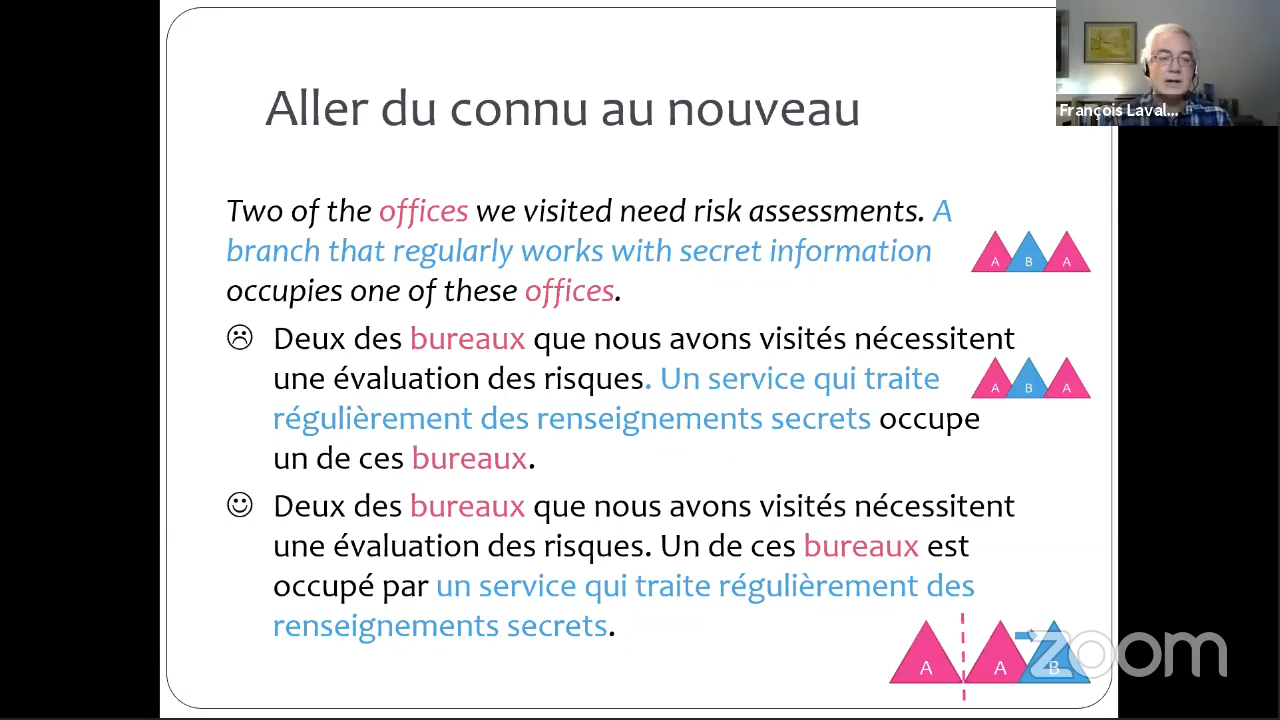 Aller du connu au nouveau
François Laval...
Two of the offices we visited need risk assessments. A
branch that regularly works with secret information
occupies one of these offices.
A B A
☹ Deux des bureaux que nous avons visités nécessitent
une évaluation des risques. Un service qui traite
régulièrement des renseignements secrets occupe
un de ces bureaux.
A B A
☺ Deux des bureaux que nous avons visités nécessitent
une évaluation des risques. Un de ces bureaux est
occupé par un service qui traite régulièrement des
renseignements secrets.
A A B
zoom